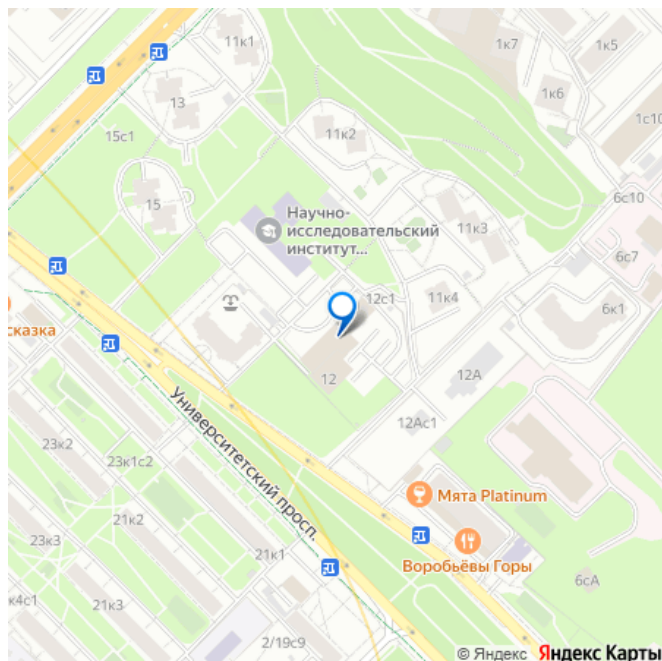 11к1
1к7
1к5
13
1к6
15с1
11к2
1с10
15
Научно-
исследовательский
институт...
6с10
11к3
6с7
12с1
11к4
6к1
сказка
12
12А
Университетский просп.
12Ас1
23к2
23к1с2
Мята Platinum
21к2
23к3
21к1
Воробьёвы Горы
6сА
к4с1
21к3
2/19с9
© Яндекс Яндекс Карты